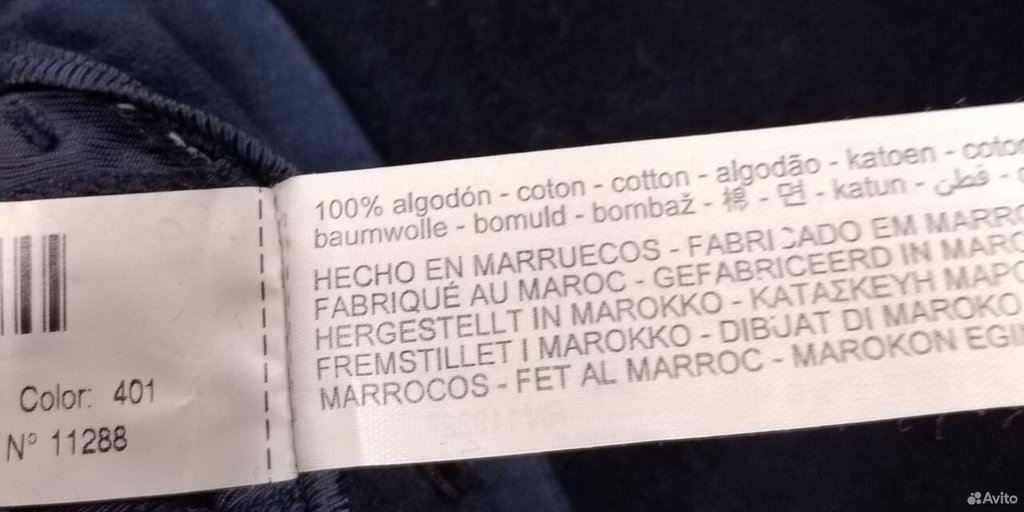 Color: 401
Nº 11288
100% algodón - coton - cotton - algodão - katoen -
baumwolle - bomuld - bombaž - 棉 - 면 - katun - قطن -
HECHO EN MARRUECOS - FABRICADO EM
FABRIQUÉ AU MAROC - GEFABRICEERD IN
HERGESTELLT IN MAROKKO - ΚΑΤΑΣΚΕΥΗ
FREMSTILLET I MAROKKO - DIBUAT DI MAROKO
MARROCOS - FET AL MARROC - MAROKON
Avito